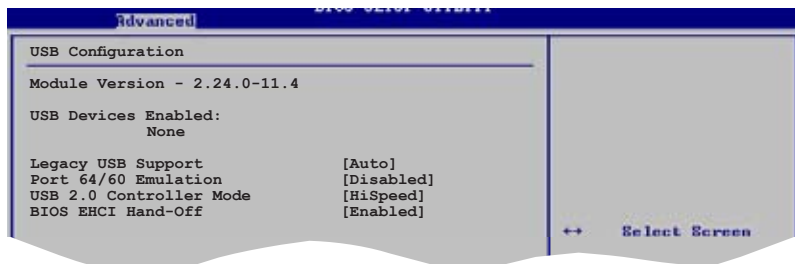 Advanced
USB Configuration
Module Version - 2.24.0-11.4
USB Devices Enabled:
None
Legacy USB Support [Auto]
Port 64/60 Emulation [Disabled]
USB 2.0 Controller Mode [HiSpeed]
BIOS EHCI Hand-Off [Enabled]
↔ Select Screen